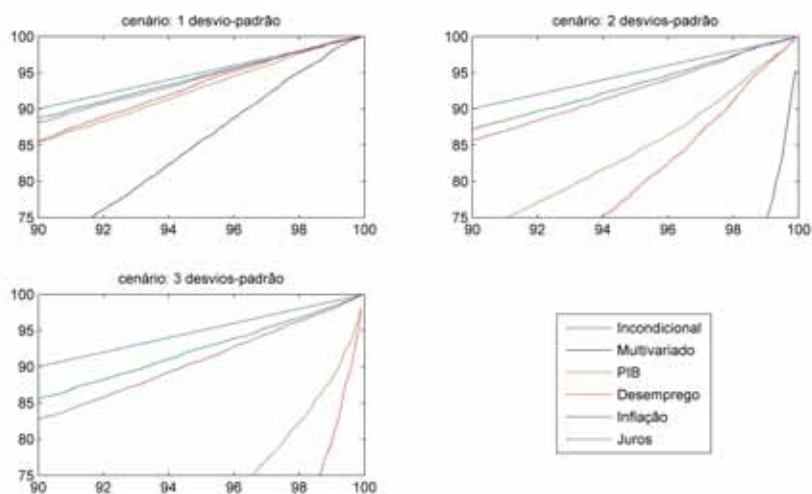 cenário: 1 desvio-padrão
100
95
90
85
80
75
90 92 94 96 98 100
cenário: 2 desvios-padrão
100
95
90
85
80
75
90 92 94 96 98 100
cenário: 3 desvios-padrão
100
95
90
85
80
75
90 92 94 96 98 100
Incondicional
Multivariado
PIB
Desemprego
Inflação
Juros